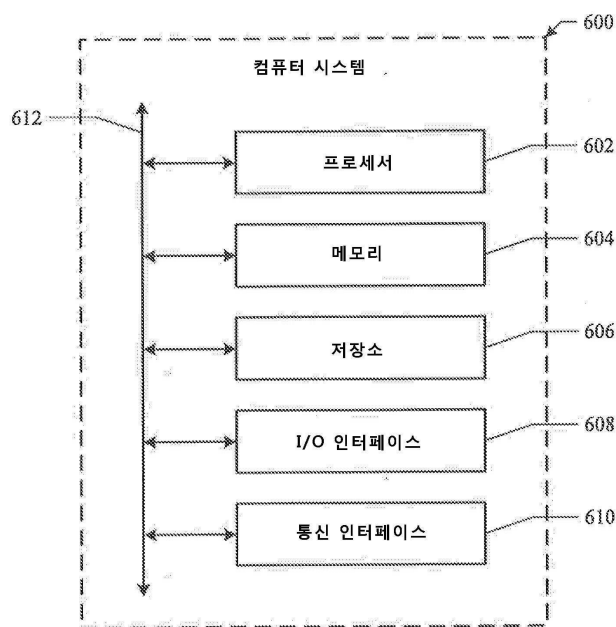 600
컴퓨터 시스템
612
프로세서
602
메모리
604
저장소
606
I/O 인터페이스
608
통신 인터페이스
610